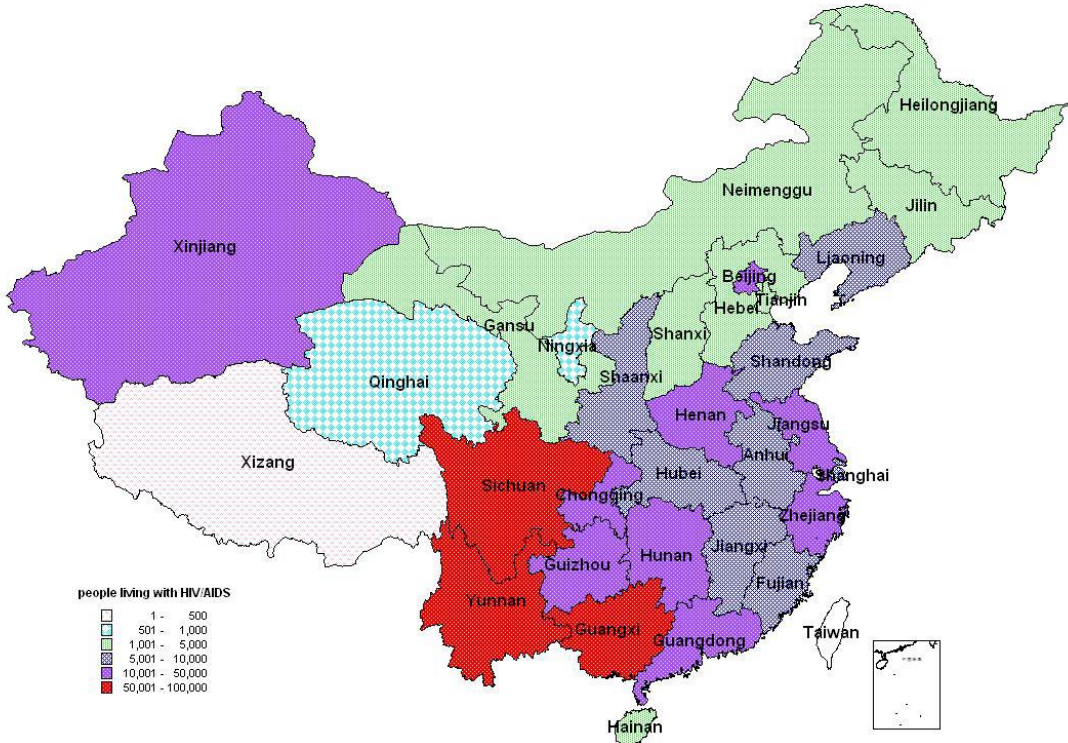 Heilongjiang
Neimenggu
Jilin
Xinjiang
Liaoning
Beijing
Tianjin
Hebei
Gansu
Shanxi
Ningxia
Shandong
Shaanxi
Qinghai
Henan
Jiangsu
Anhui
Xizang
Hubei
Shanghai
Sichuan
Chongqing
Zhejiang
Jiangxi
Hunan
Guizhou
Fujian
people living with HIV/AIDS
Yunnan
1 - 500
501 - 1,000
1,001 - 5,000
5,001 - 10,000
10,001 - 50,000
50,001 - 100,000
Guangxi
Guangdong
Taiwan
Hainan